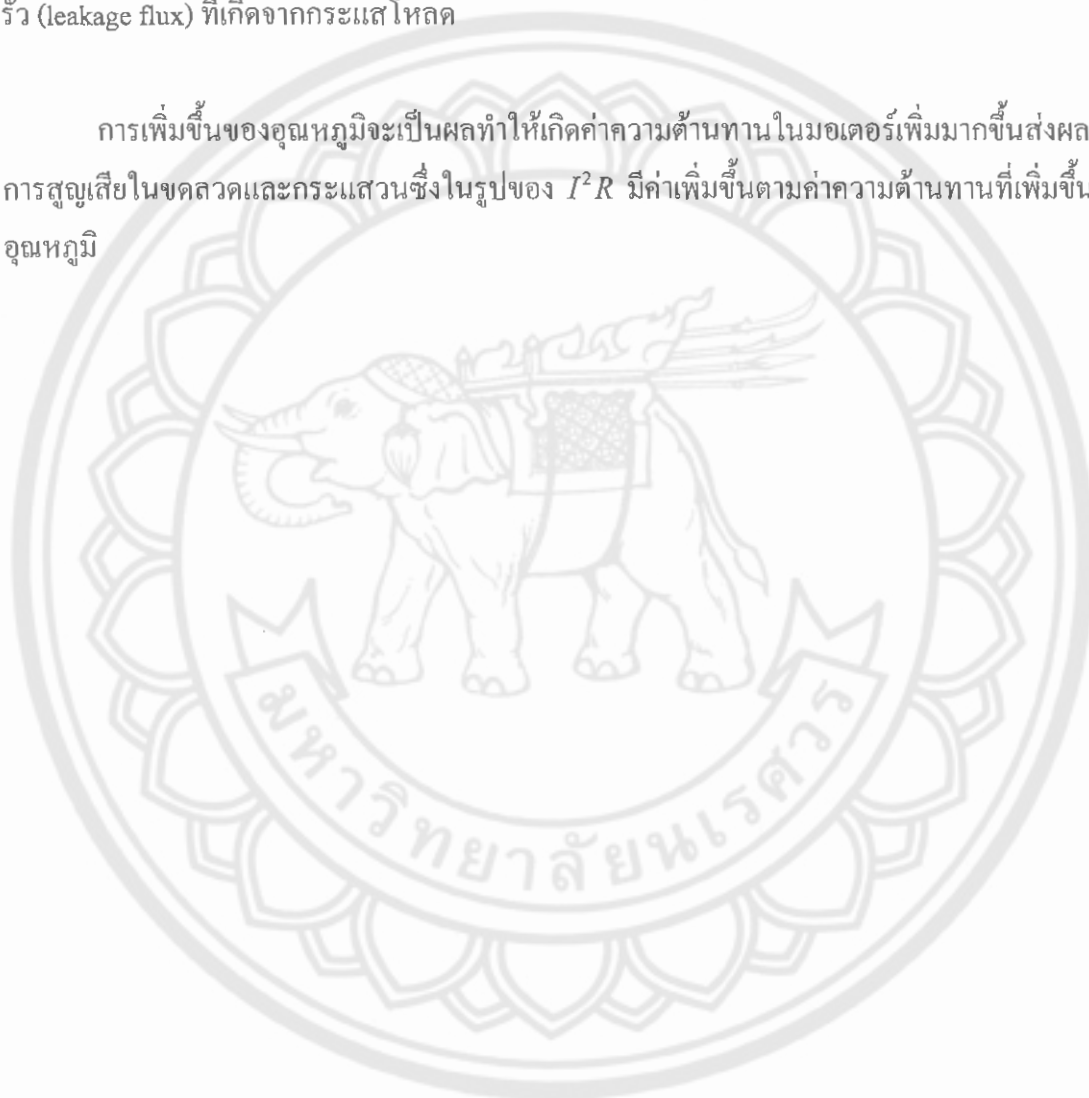 รั่ว (leakage flux) ที่เกิดจากกระแสโหลด
การเพิ่มขึ้นของอุณหภูมิจะเป็นผลทำให้เกิดค่าความต้านทานในมอเตอร์เพิ่มมากขึ้นส่งผล
การสูญเสียในขดลวดและกระแสวนซึ่งในรูปของ I²R มีค่าเพิ่มขึ้นตามค่าความต้านทานที่เพิ่มขึ้น
อุณหภูมิ
มหาวิทยาลัยนเรศวร